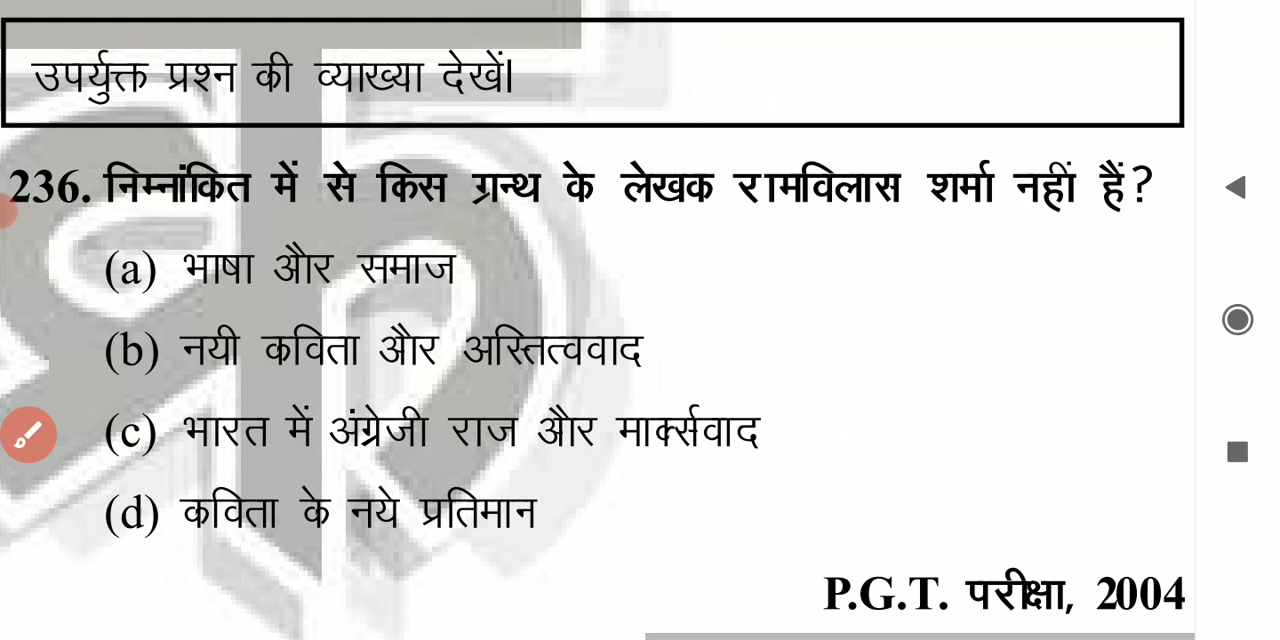 उपर्युक्त प्रश्न की व्याख्या देखें।
236. निम्नांकित में से किस ग्रन्थ के लेखक रामविलास शर्मा नहीं हैं?
(a) भाषा और समाज
(b) नयी कविता और अस्तित्ववाद
(c) भारत में अंग्रेजी राज और मार्क्सवाद
(d) कविता के नये प्रतिमान
P.G.T. परीक्षा, 2004